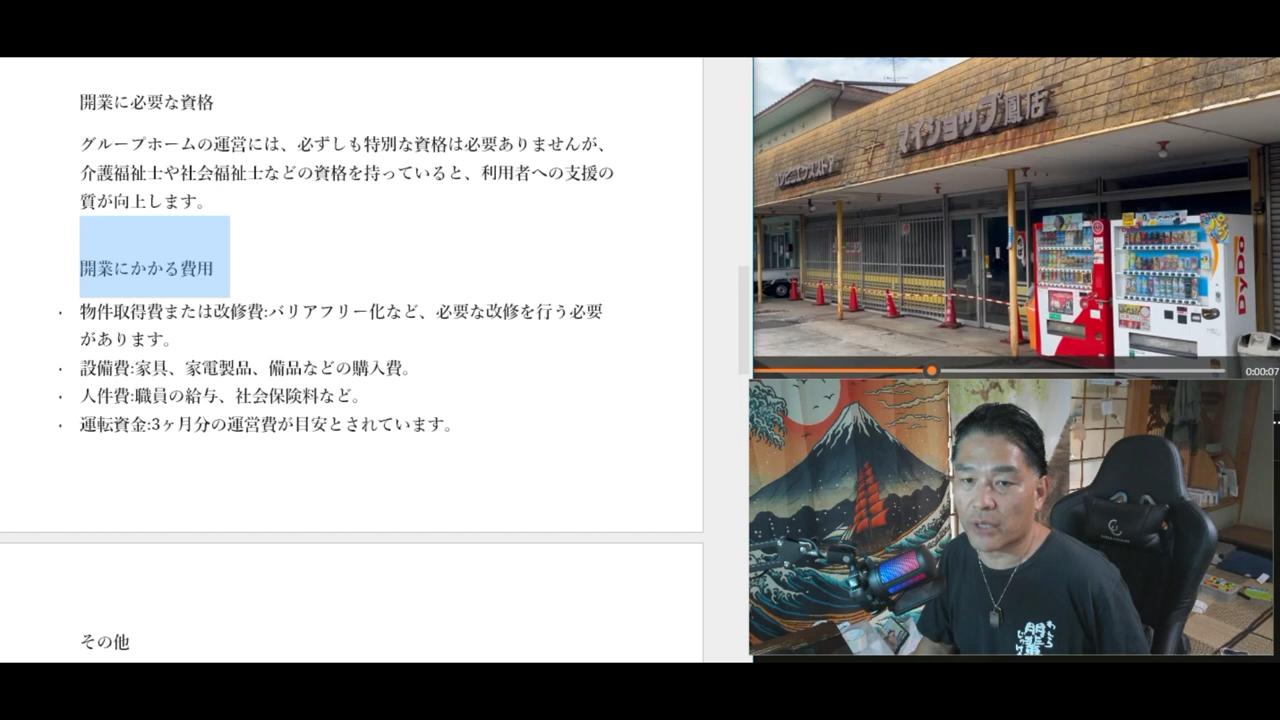 開業に必要な資格
グループホームの運営には、必ずしも特別な資格は必要ありませんが、
介護福祉士や社会福祉士などの資格を持っていると、利用者への支援の
質が向上します。
開業にかかる費用
・ 物件取得費または改修費:バリアフリー化など、必要な改修を行う必要
があります。
・ 設備費:家具、家電製品、備品などの購入費。
・ 人件費:職員の給与、社会保険料など。
・ 運転資金:3ヶ月分の運営費が目安とされています。
その他
マイショップ鳳店
DyDo
0:00:07